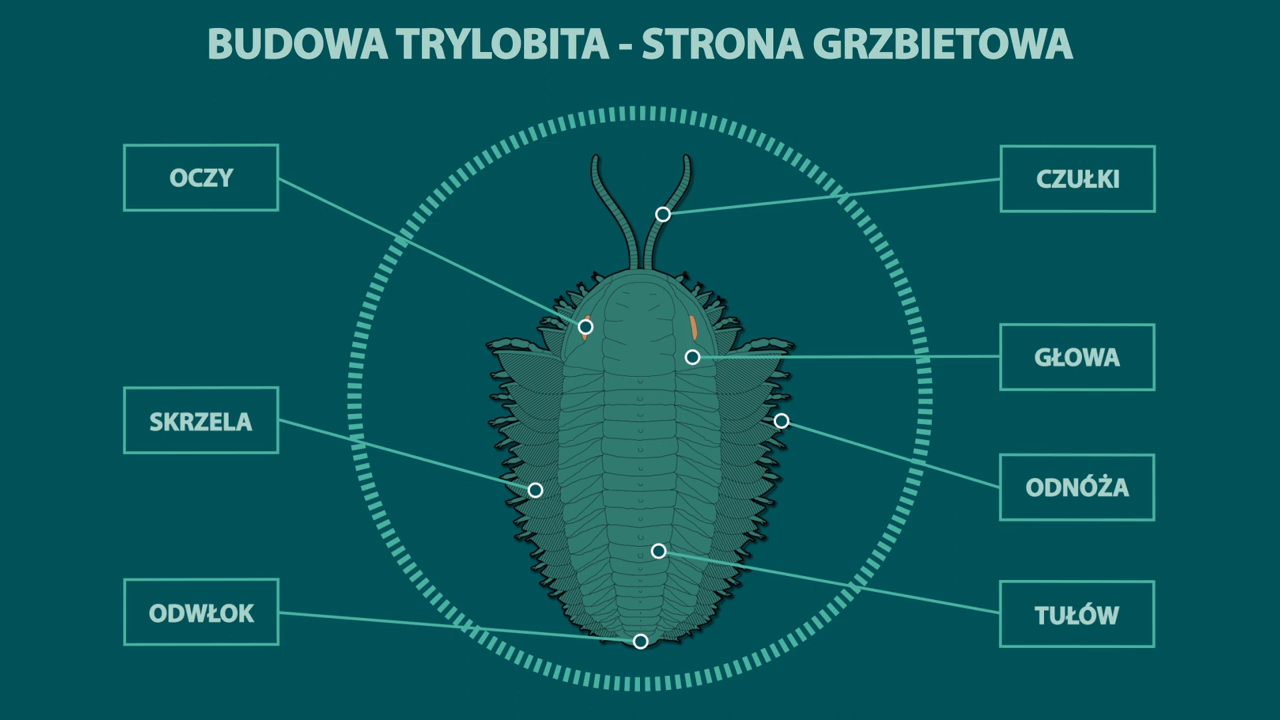 BUDOWA TRYLOBITA - STRONA GRZBIETOWA
OCZY
CZUŁKI
GŁOWA
SKRZELA
ODNÓŻA
ODWŁOK
TUŁÓW